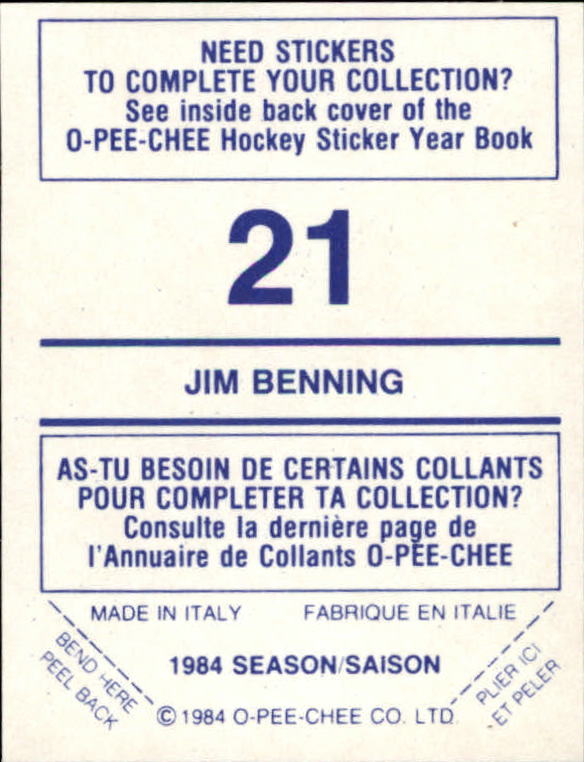 NEED STICKERS
TO COMPLETE YOUR COLLECTION?
See inside back cover of the
O-PEE-CHEE Hockey Sticker Year Book
21
JIM BENNING
AS-TU BESOIN DE CERTAINS COLLANTS
POUR COMPLETER TA COLLECTION?
Consulte la dernière page de
l'Annuaire de Collants O-PEE-CHEE
MADE IN ITALY FABRIQUE EN ITALIE
BEND HERE
PEEL BACK
1984 SEASON/SAISON
PLIER ICI
ET PELER
© 1984 O-PEE-CHEE CO. LTD.